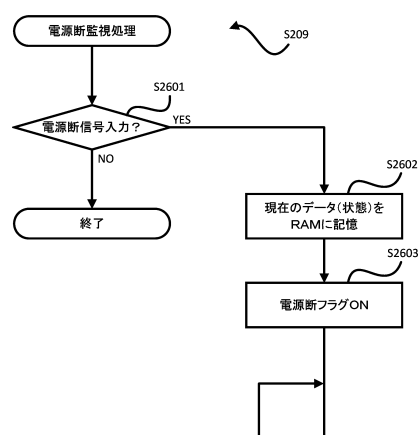 電源断監視処理
S209
S2601
電源断信号入力？
YES
NO
S2602
現在のデータ（状態）を
RAMに記憶
終了
S2603
電源断フラグON